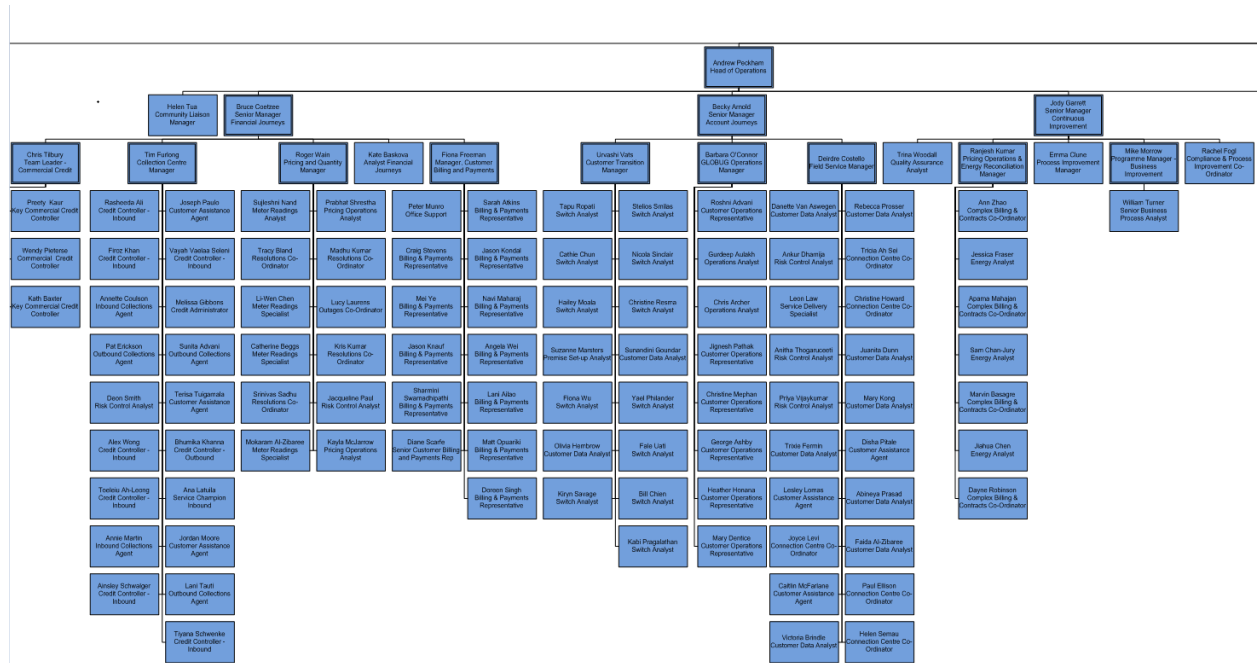 Andrew Peckham
Head of Operations
Helen Tua
Community Liaison
Manager
Bruce Coetzee
Senior Manager
Financial Journeys
Becky Arnold
Senior Manager
Account Journeys
Jody Garrett
Senior Manager
Continuous
Improvement
Chris Tilbury
Team Leader -
Commercial Credit
Tim Furlong
Collection Centre
Manager
Roger Wain
Pricing and Quantity
Manager
Kate Baskova
Analyst Financial
Journeys
Fiona Freeman
Manager, Customer
Billing and Payments
Urvashi Vats
Customer Transition
Manager
Barbara O'Connor
GLOBUG Operations
Manager
Deirdre Costello
Field Service Manager
Trina Woodall
Quality Assurance
Analyst
Ranjesh Kumar
Pricing Operations &
Energy Reconciliation
Manager
Emma Clune
Process Improvement
Manager
Mike Morrow
Programme Manager -
Business
Improvement
Rachel Fogl
Compliance & Process
Improvement Co-
Ordinator
Preety Kaur
Key Commercial Credit
Controller
Wendy Pieterse
Commercial Credit
Controller
Kath Baxter
Key Commercial Credit
Controller
Rasheeda Ali
Credit Controller -
Inbound
Joseph Paulo
Customer Assistance
Agent
Firoz Khan
Credit Controller -
Inbound
Vayah Vaelaa Seleni
Credit Controller -
Inbound
Annette Coulson
Inbound Collections
Agent
Melissa Gibbons
Credit Administrator
Pat Erickson
Outbound Collections
Agent
Sunita Advani
Outbound Collections
Agent
Deon Smith
Risk Control Analyst
Terisa Tuigamala
Customer Assistance
Agent
Alex Wong
Credit Controller -
Inbound
Bhumika Khanna
Credit Controller -
Outbound
Teeleiu Ah-Leong
Credit Controller -
Inbound
Ana Latuila
Service Champion
Inbound
Annie Martin
Inbound Collections
Agent
Jordan Moore
Customer Assistance
Agent
Ainsley Schwalger
Credit Controller -
Inbound
Lani Tauti
Outbound Collections
Agent
Tiyana Schwenke
Credit Controller -
Inbound
Sujleshni Nand
Meter Readings
Analyst
Prabhat Shrestha
Pricing Operations
Analyst
Tracy Bland
Resolutions Co-
Ordinator
Madhu Kumar
Resolutions Co-
Ordinator
Li-Wen Chen
Meter Readings
Specialist
Lucy Laurens
Outages Co-Ordinator
Catherine Beggs
Meter Readings
Specialist
Kris Kumar
Resolutions Co-
Ordinator
Srinivas Sadhu
Resolutions Co-
Ordinator
Jacqueline Paul
Risk Control Analyst
Mokaram Al-Zibaree
Meter Readings
Specialist
Kayla McJarrow
Pricing Operations
Analyst
Peter Munro
Office Support
Sarah Atkins
Billing & Payments
Representative
Craig Stevens
Billing & Payments
Representative
Jason Kondal
Billing & Payments
Representative
Mei Ye
Billing & Payments
Representative
Navi Maharaj
Billing & Payments
Representative
Jason Knauf
Billing & Payments
Representative
Angela Wei
Billing & Payments
Representative
Sharmini
Swarnadhipathi
Billing & Payments
Representative
Lani Ailao
Billing & Payments
Representative
Diane Scarfe
Senior Customer Billing
and Payments Rep
Matt Opuariki
Billing & Payments
Representative
Doreen Singh
Billing & Payments
Representative
Tapu Ropati
Switch Analyst
Stelios Smilas
Switch Analyst
Cathie Chun
Switch Analyst
Nicola Sinclair
Switch Analyst
Hailey Moala
Switch Analyst
Christine Resma
Switch Analyst
Suzanne Marsters
Premise Set-up Analyst
Sunandini Goundar
Customer Data Analyst
Fiona Wu
Switch Analyst
Yael Philander
Switch Analyst
Olivia Hembrow
Customer Data Analyst
Fale Uati
Switch Analyst
Kiryn Savage
Switch Analyst
Bill Chien
Switch Analyst
Kabi Pragalathan
Switch Analyst
Roshni Advani
Customer Operations
Representative
Gurdeep Aulakh
Operations Analyst
Chris Archer
Operations Analyst
Jignesh Pathak
Customer Operations
Representative
Christine Mephan
Customer Operations
Representative
George Ashby
Customer Operations
Representative
Heather Honana
Customer Operations
Representative
Mary Dentice
Customer Operations
Representative
Danette Van Aswegen
Customer Data Analyst
Rebecca Prosser
Customer Data Analyst
Ankur Dhamija
Risk Control Analyst
Tricia Ah Sei
Connection Centre Co-
Ordinator
Leon Law
Service Delivery
Specialist
Christine Howard
Connection Centre Co-
Ordinator
Anitha Thogaruceeti
Risk Control Analyst
Juanita Dunn
Customer Data Analyst
Priya Vijaykumar
Risk Control Analyst
Mary Kong
Customer Data Analyst
Trixie Fermin
Customer Data Analyst
Disha Pitale
Customer Assistance
Agent
Lesley Lomas
Customer Assistance
Agent
Abineya Prasad
Customer Data Analyst
Joyce Levi
Connection Centre Co-
Ordinator
Faida Al-Zibaree
Customer Data Analyst
Caitlin McFarlane
Customer Assistance
Agent
Paul Ellison
Connection Centre Co-
Ordinator
Victoria Brindle
Customer Data Analyst
Helen Semau
Connection Centre Co-
Ordinator
Ann Zhao
Complex Billing &
Contracts Co-Ordinator
Jessica Fraser
Energy Analyst
Aparna Mahajan
Complex Billing &
Contracts Co-Ordinator
Sam Chan-Jury
Energy Analyst
Marvin Basagre
Complex Billing &
Contracts Co-Ordinator
Jiahua Chen
Energy Analyst
Dayne Robinson
Complex Billing &
Contracts Co-Ordinator
William Turner
Senior Business
Process Analyst